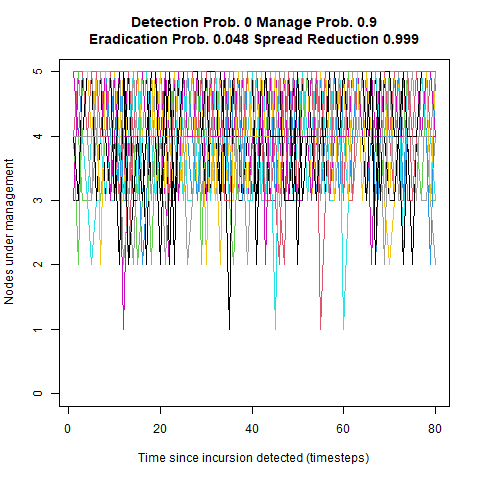 Detection Prob. 0 Manage Prob. 0.9
Eradication Prob. 0.048 Spread Reduction 0.999
Nodes under management
5
4
3
2
1
0
0
20
40
60
80
Time since incursion detected (timesteps)